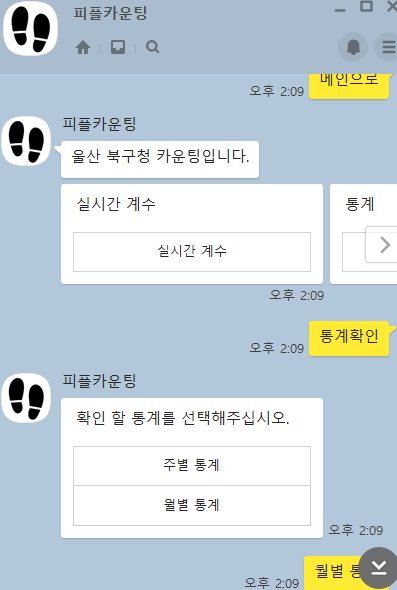 피플카운팅
메인으로
오후 2:09
피플카운팅
울산 북구청 카운팅입니다.
실시간 계수
실시간 계수
통계
오후 2:09
통계확인
오후 2:09
피플카운팅
확인 할 통계를 선택해주십시오.
주별 통계
월별 통계
오후 2:09
월별
오후 2:09